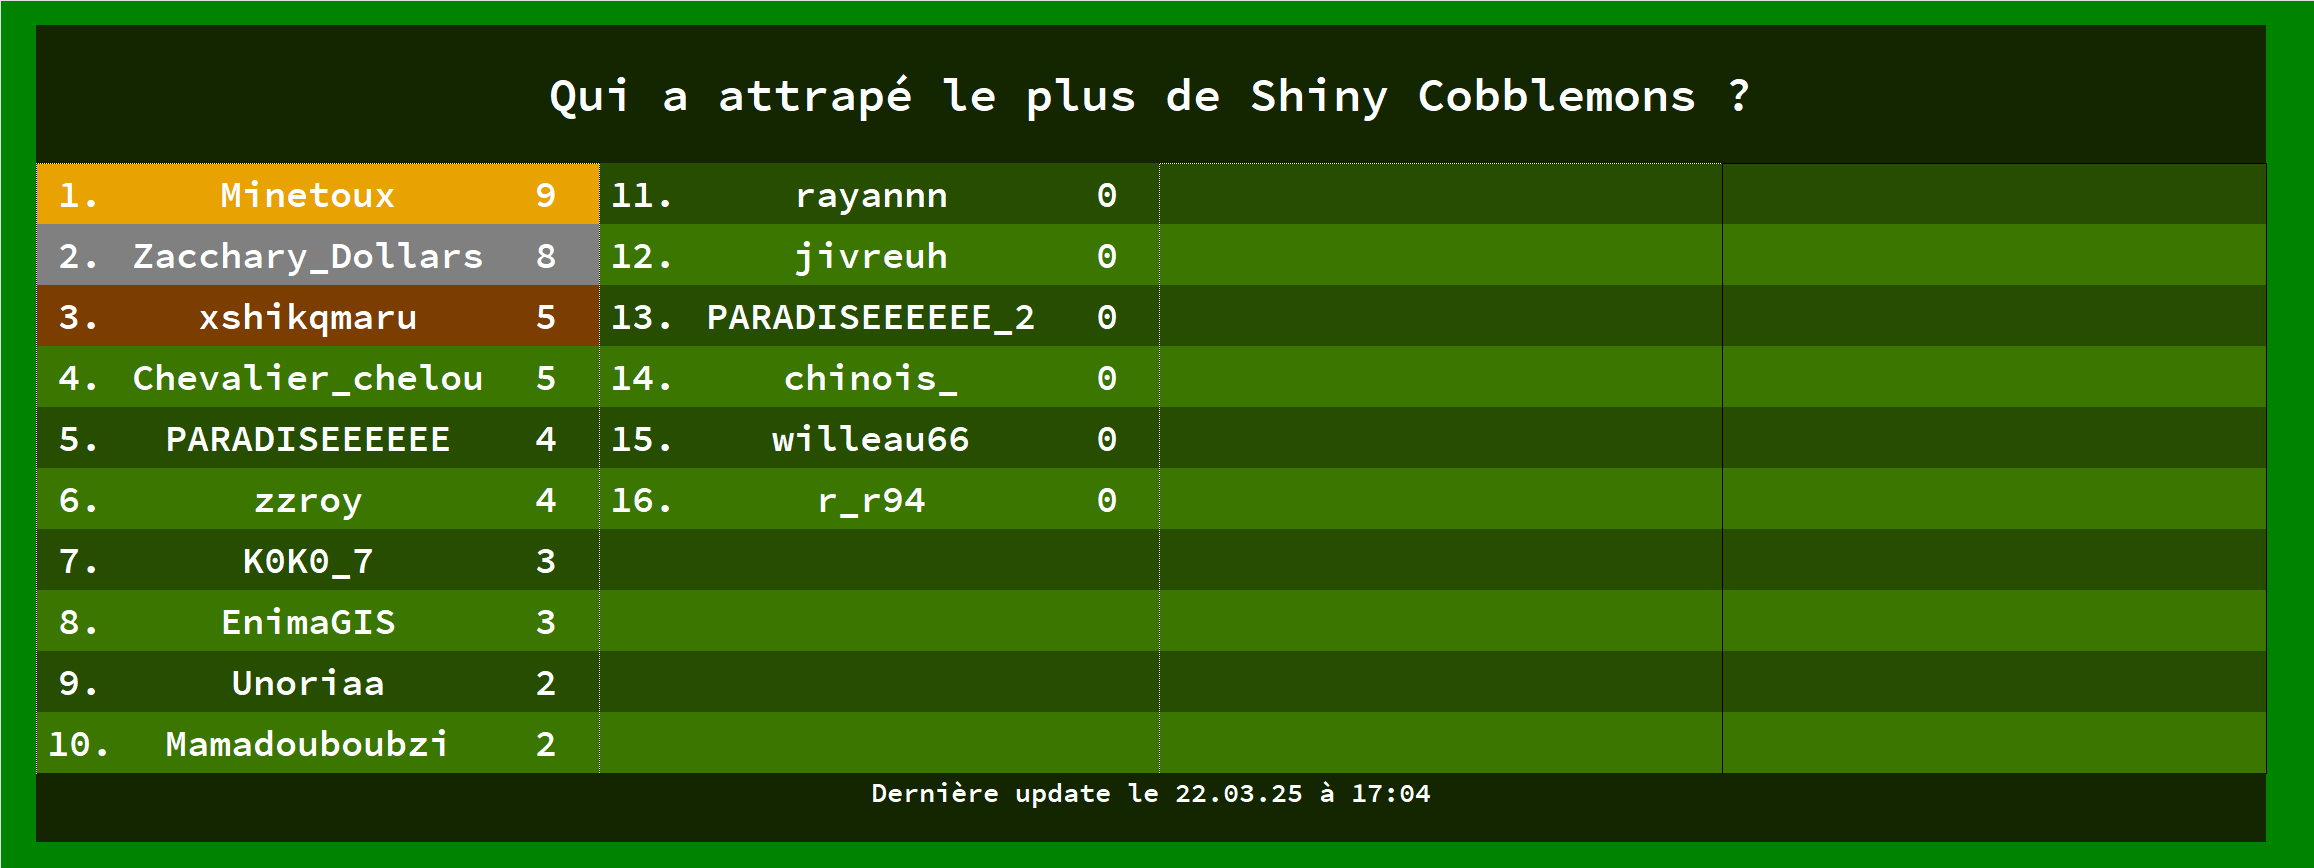 Qui a attrapé le plus de Shiny Cobblemons ?
1. Minetoux 9
2. Zacchary_Dollars 8
3. xshikqmaru 5
4. Chevalier_chelou 5
5. PARADISEEEEEE 4
6. zzroy 4
7. K0K0_7 3
8. EnimaGIS 3
9. Unoriaa 2
10. Mamadouboubzi 2
11. rayannn 0
12. jivreuh 0
13. PARADISEEEEEE_2 0
14. chinois_ 0
15. willeau66 0
16. r_r94 0
Dernière update le 22.03.25 à 17:04